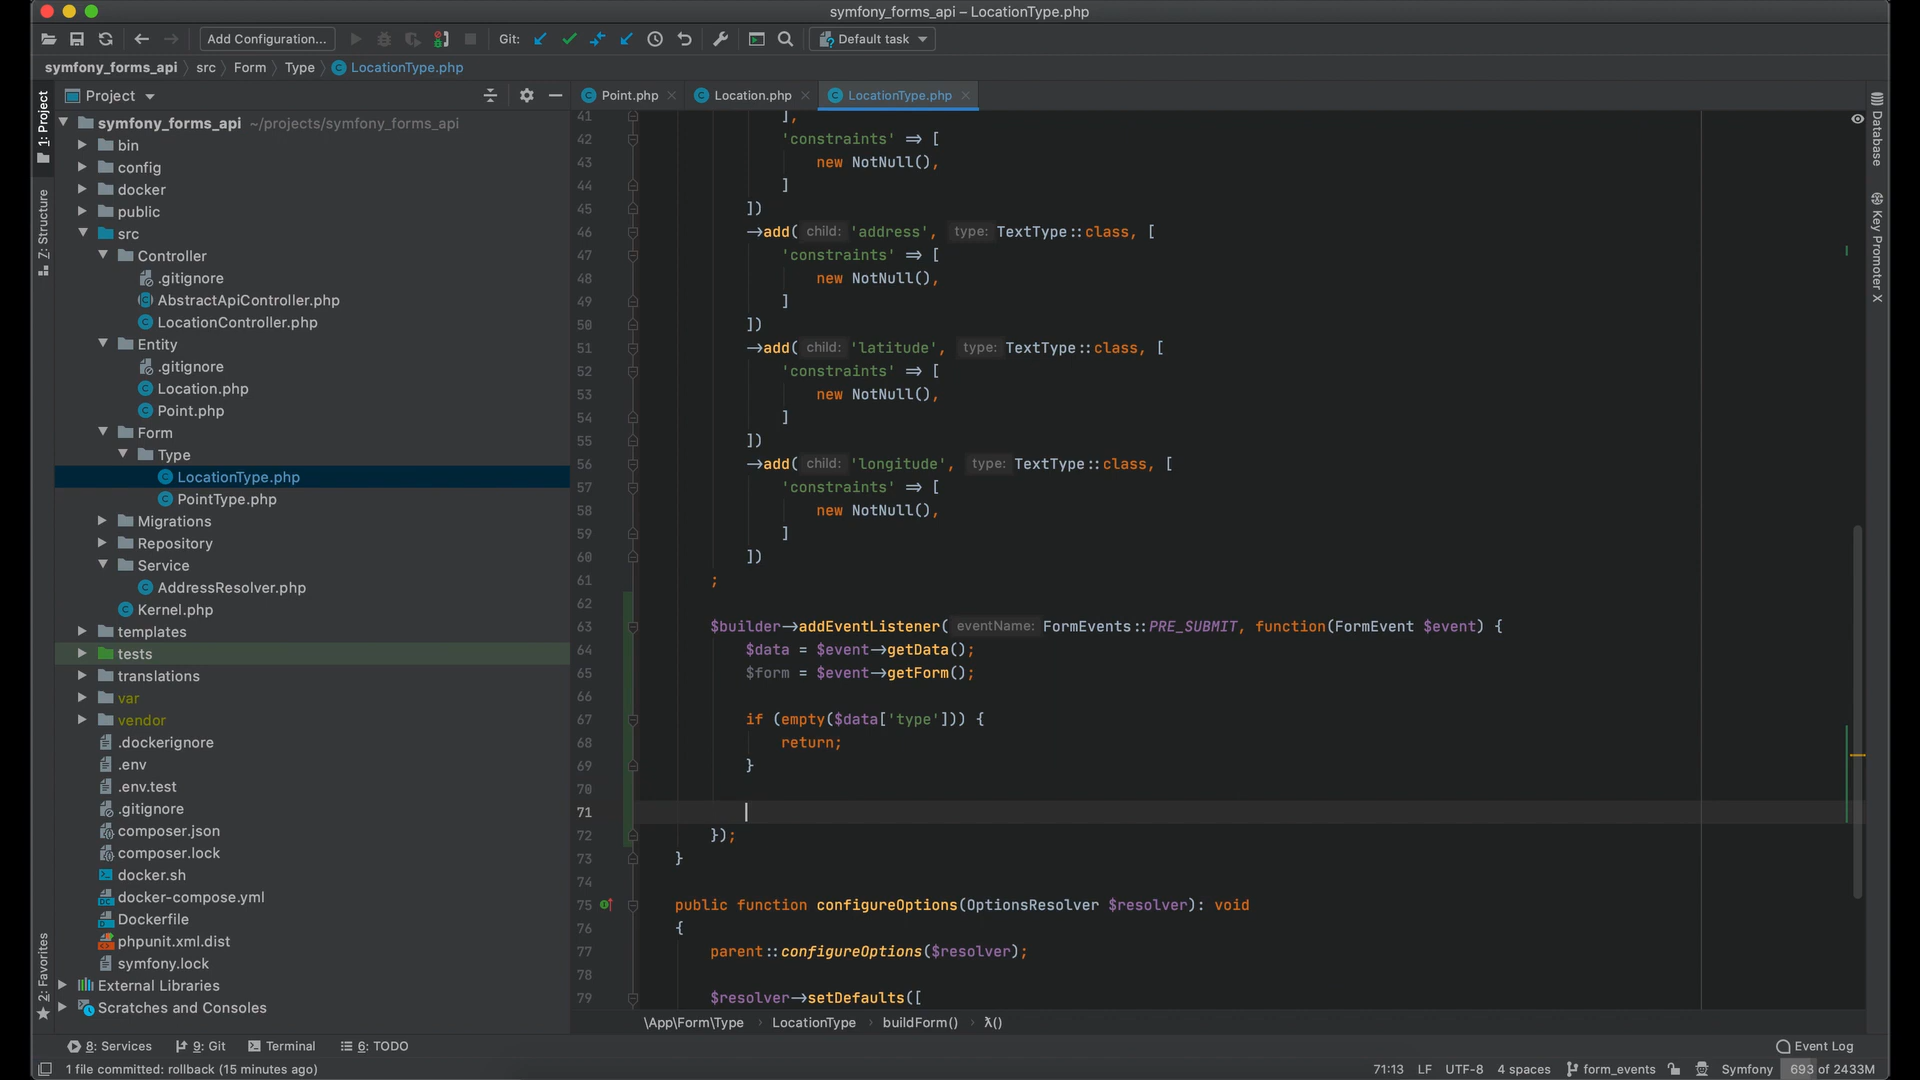 symfony_forms_api – LocationType.php
Add Configuration...
Git:
Default task
symfony_forms_api
src
Form
Type
LocationType.php
1: Project
Z: Structure
2: Favorites
Project
symfony_forms_api ~/projects/symfony_forms_api
bin
config
docker
public
src
Controller
.gitignore
AbstractApiController.php
LocationController.php
Entity
.gitignore
Location.php
Point.php
Form
Type
LocationType.php
PointType.php
Migrations
Repository
Service
AddressResolver.php
Kernel.php
templates
tests
translations
var
vendor
.dockerignore
.env
.env.test
.gitignore
composer.json
composer.lock
docker.sh
docker-compose.yml
Dockerfile
phpunit.xml.dist
symfony.lock
External Libraries
Scratches and Consoles
Point.php
Location.php
LocationType.php
41 ],
42 'constraints' => [
43 new NotNull(),
44 ]
45 ])
46 ->add( child: 'address', type: TextType::class, [
47 'constraints' => [
48 new NotNull(),
49 ]
50 ])
51 ->add( child: 'latitude', type: TextType::class, [
52 'constraints' => [
53 new NotNull(),
54 ]
55 ])
56 ->add( child: 'longitude', type: TextType::class, [
57 'constraints' => [
58 new NotNull(),
59 ]
60 ])
61 ;
62
63 $builder->addEventListener( eventName: FormEvents::PRE_SUBMIT, function(FormEvent $event) {
64 $data = $event->getData();
65 $form = $event->getForm();
66
67 if (empty($data['type'])) {
68 return;
69 }
70
71
72 });
73 }
74
75 public function configureOptions(OptionsResolver $resolver): void
76 {
77 parent::configureOptions($resolver);
78
79 $resolver->setDefaults([
\App\Form\Type
LocationType
buildForm()
λ()
Database
Key Promoter X
8: Services
9: Git
Terminal
6: TODO
Event Log
1 file committed: rollback (15 minutes ago)
71:13
LF
UTF-8
4 spaces
form_events
Symfony
693 of 2433M